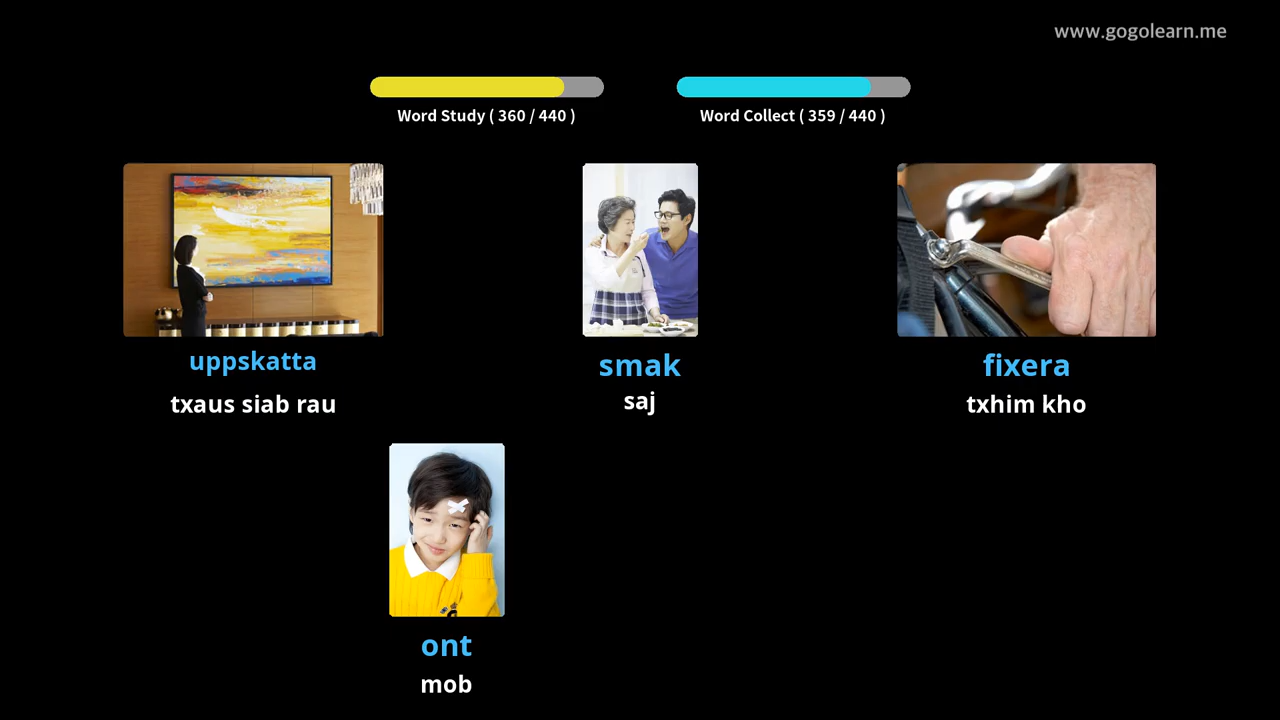 www.gogolearn.me
Word Study ( 360 / 440 )
Word Collect ( 359 / 440 )
uppskatta
txaus siab rau
smak
saj
fixera
txhim kho
ont
mob